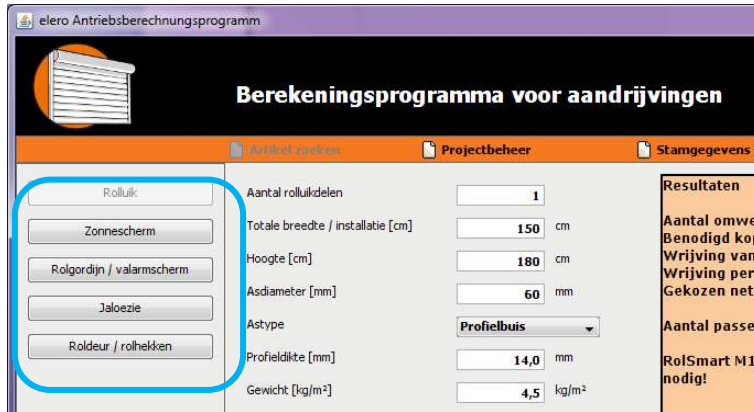 elero Antriebsberechnungsprogramm
Berekeningsprogramma voor aandrijvingen
Artikel zoeken Projectbeheer Stamgegevens
Rolluik
Zonnescherm
Rolgordijn / valarmscherm
Jaloezie
Roldeur / rolhekken
Aantal rolluikdelen 1
Totale breedte / installatie [cm] 150 cm
Hoogte [cm] 180 cm
Asdiameter [mm] 60 mm
Astype Profielbuis
Profieldikte [mm] 14,0 mm
Gewicht [kg/m²] 4,5 kg/m²
Resultaten
Aantal omwe
Benodigd kop
Wrijving van
Wrijving per
Gekozen net
Aantal passe
RolSmart M1
nodig!